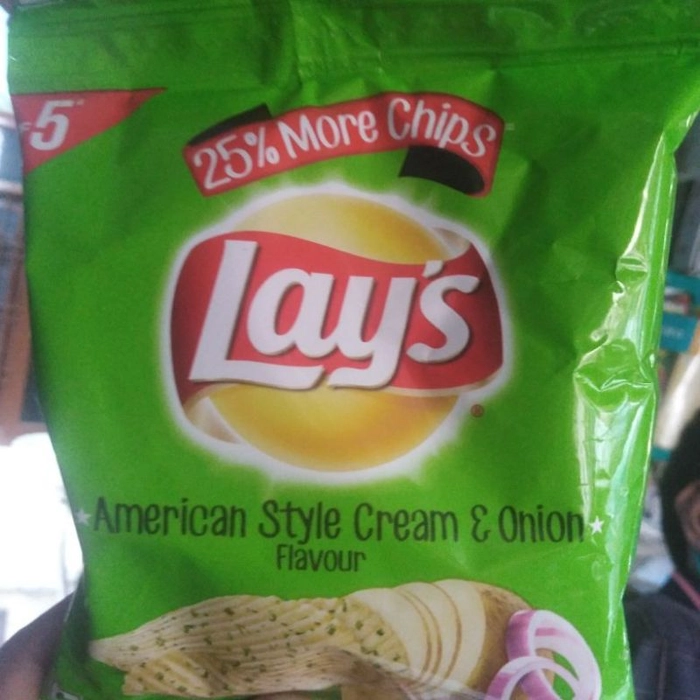 ₹5
25% More Chips
Lay's
American Style Cream & Onion
Flavour